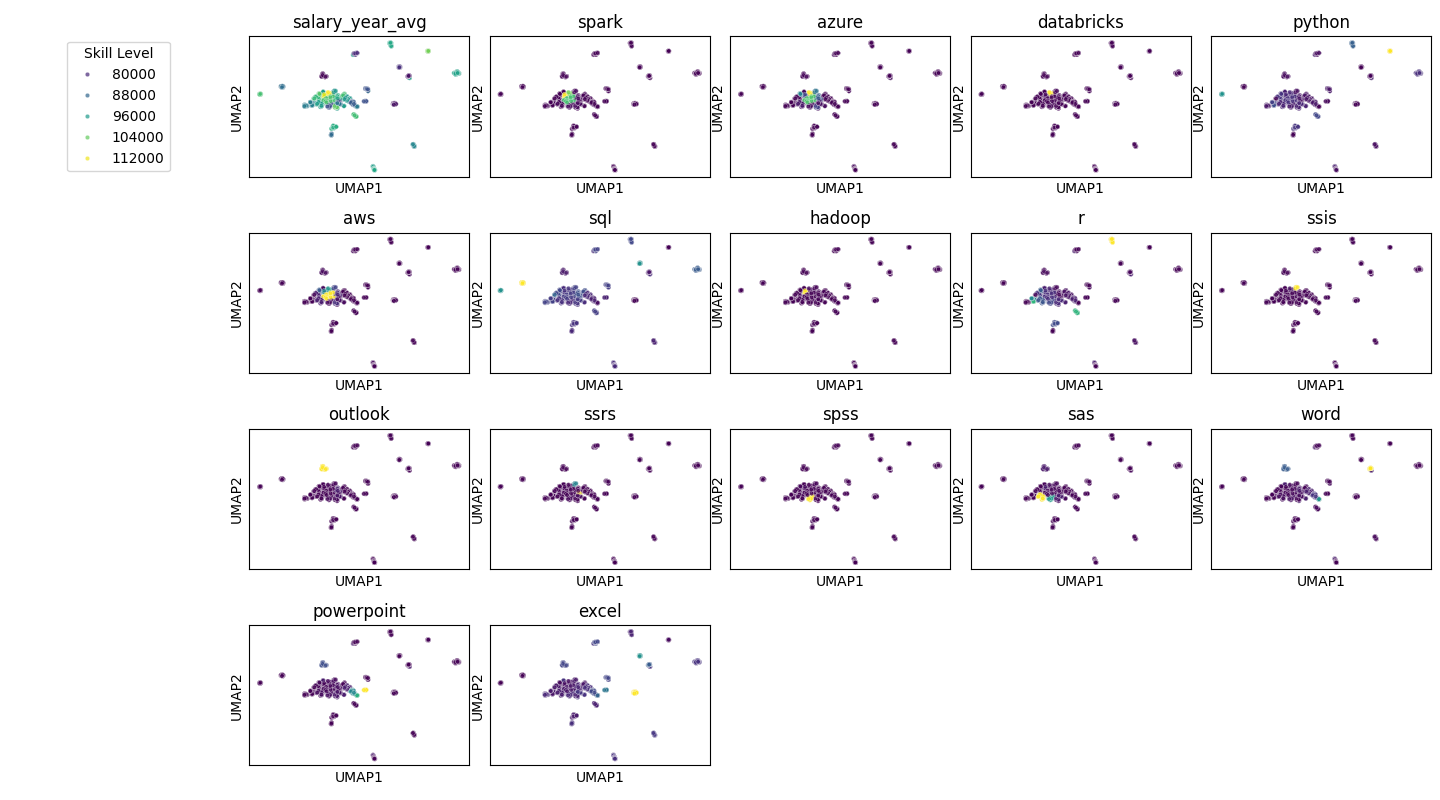 Skill Level
80000
88000
96000
104000
112000
salary_year_avg
UMAP2
UMAP1
spark
UMAP2
UMAP1
azure
UMAP2
UMAP1
databricks
UMAP2
UMAP1
python
UMAP2
UMAP1
aws
UMAP2
UMAP1
sql
UMAP2
UMAP1
hadoop
UMAP2
UMAP1
r
UMAP2
UMAP1
ssis
UMAP2
UMAP1
outlook
UMAP2
UMAP1
ssrs
UMAP2
UMAP1
spss
UMAP2
UMAP1
sas
UMAP2
UMAP1
word
UMAP2
UMAP1
powerpoint
UMAP2
UMAP1
excel
UMAP2
UMAP1